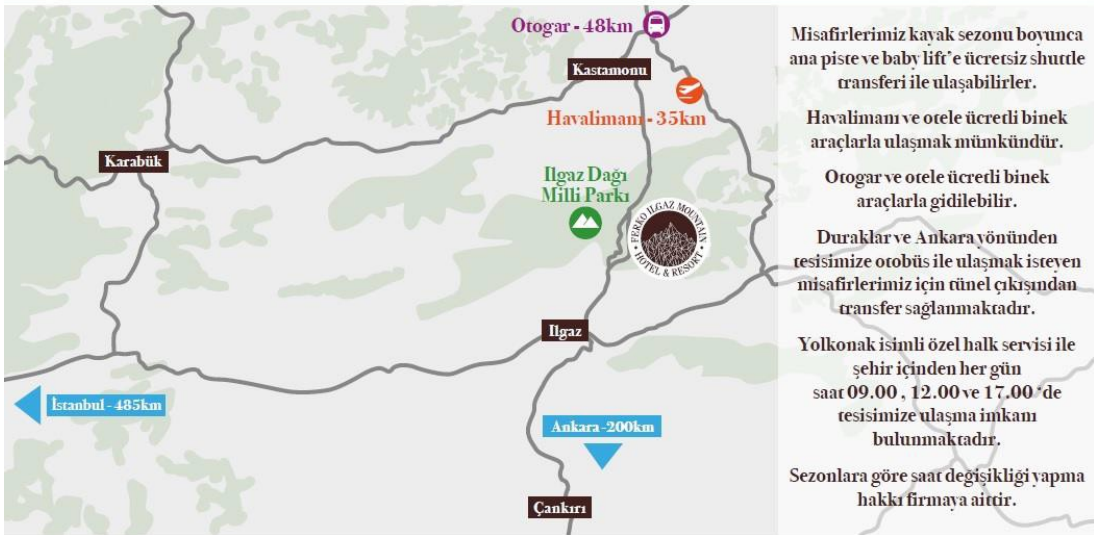 Otogar - 48km
Kastamonu
Havalimanı - 35km
Karabük
Ilgaz Dağı
Milli Parkı
FERKO ILGAZ MOUNTAIN
HOTEL & RESORT
Ilgaz
İstanbul - 485km
Ankara -200km
Çankırı
Misafirlerimiz kayak sezonu boyunca
ana piste ve baby lift’e ücretsiz shuttle
transferi ile ulaşabilirler.
Havalimanı ve otele ücretli binek
araçlarla ulaşmak mümkündür.
Otogar ve otele ücretli binek
araçlarla gidilebilir.
Duraklar ve Ankara yönünden
tesisimize otobüs ile ulaşmak isteyen
misafirlerimiz için tünel çıkışından
transfer sağlanmaktadır.
Yolkonak isimli özel halk servisi ile
şehir içinden her gün
saat 09.00 , 12.00 ve 17.00 ‘de
tesisimize ulaşma imkanı
bulunmaktadır.
Sezonlara göre saat değişikliği yapma
hakkı firmaya aittir.